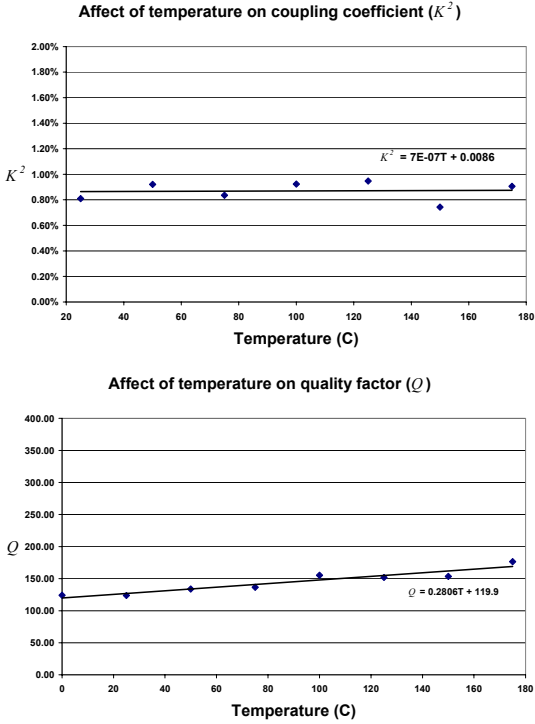 Affect of temperature on coupling coefficient (K²)
2.00%
1.80%
1.60%
1.40%
1.20%
1.00%
0.80%
0.60%
0.40%
0.20%
0.00%
K²
K² = 7E-07T + 0.0086
20 40 60 80 100 120 140 160 180
Temperature (C)
Affect of temperature on quality factor (Q)
400.00
350.00
300.00
250.00
200.00
150.00
100.00
50.00
0.00
Q
Q = 0.2806T + 119.9
0 20 40 60 80 100 120 140 160 180
Temperature (C)